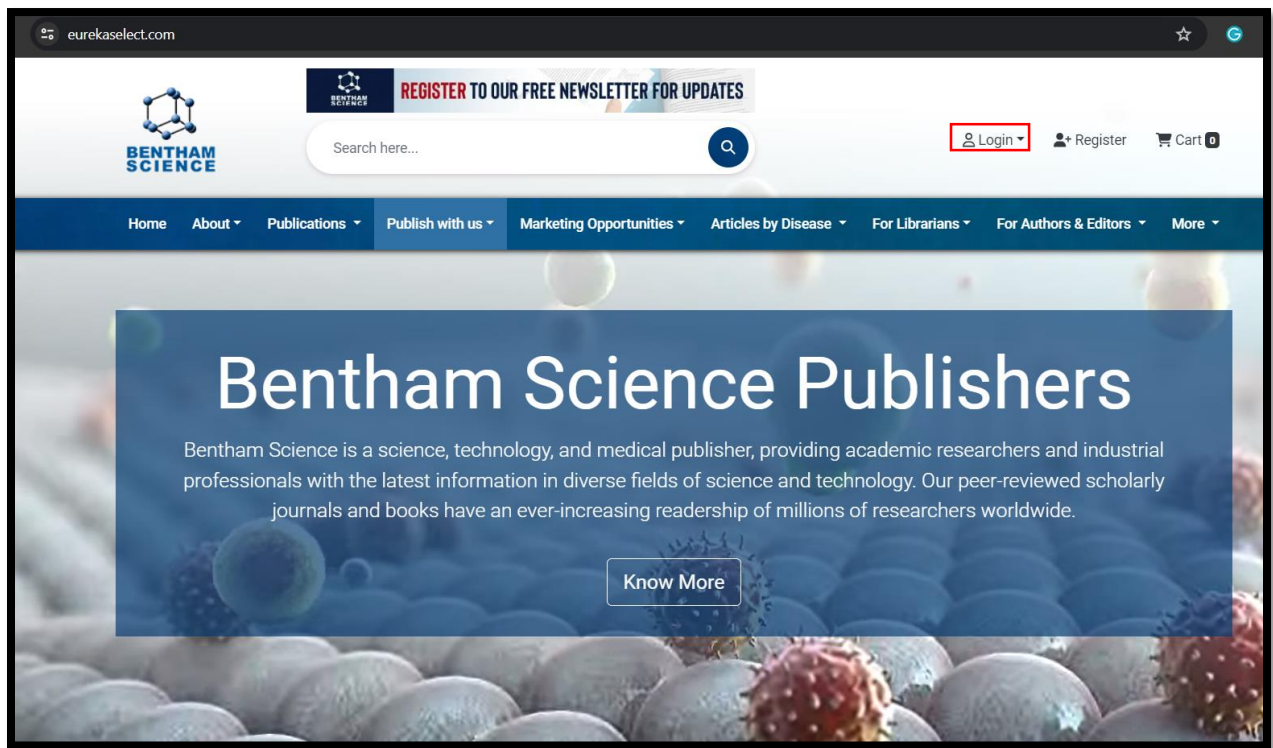 eurekaselect.com
BENTHAM
SCIENCE
REGISTER TO OUR FREE NEWSLETTER FOR UPDATES
BENTHAM
SCIENCE
Search here...
Login
Register
Cart 0
Home About Publications Publish with us Marketing Opportunities Articles by Disease For Librarians For Authors & Editors More
Bentham Science Publishers
Bentham Science is a science, technology, and medical publisher, providing academic researchers and industrial
professionals with the latest information in diverse fields of science and technology. Our peer-reviewed scholarly
journals and books have an ever-increasing readership of millions of researchers worldwide.
Know More